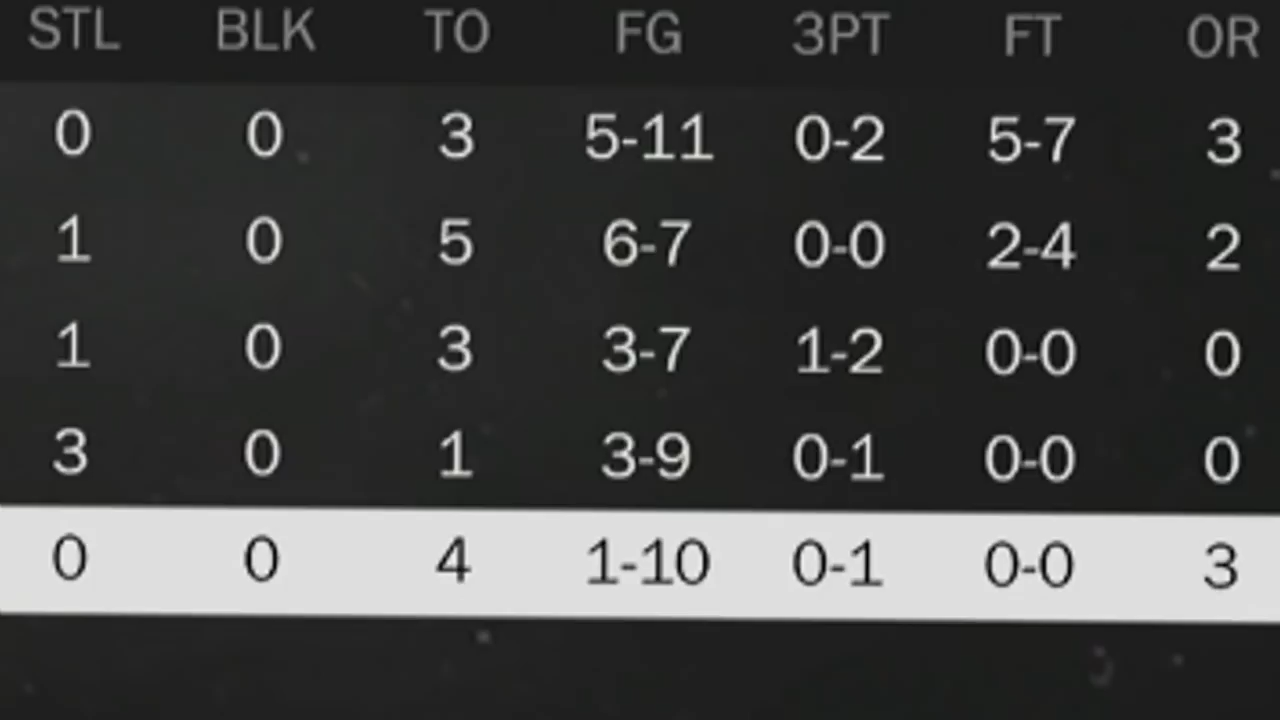 STL BLK TO FG 3PT FT OR
0 0 3 5-11 0-2 5-7 3
1 0 5 6-7 0-0 2-4 2
1 0 3 3-7 1-2 0-0 0
3 0 1 3-9 0-1 0-0 0
0 0 4 1-10 0-1 0-0 3